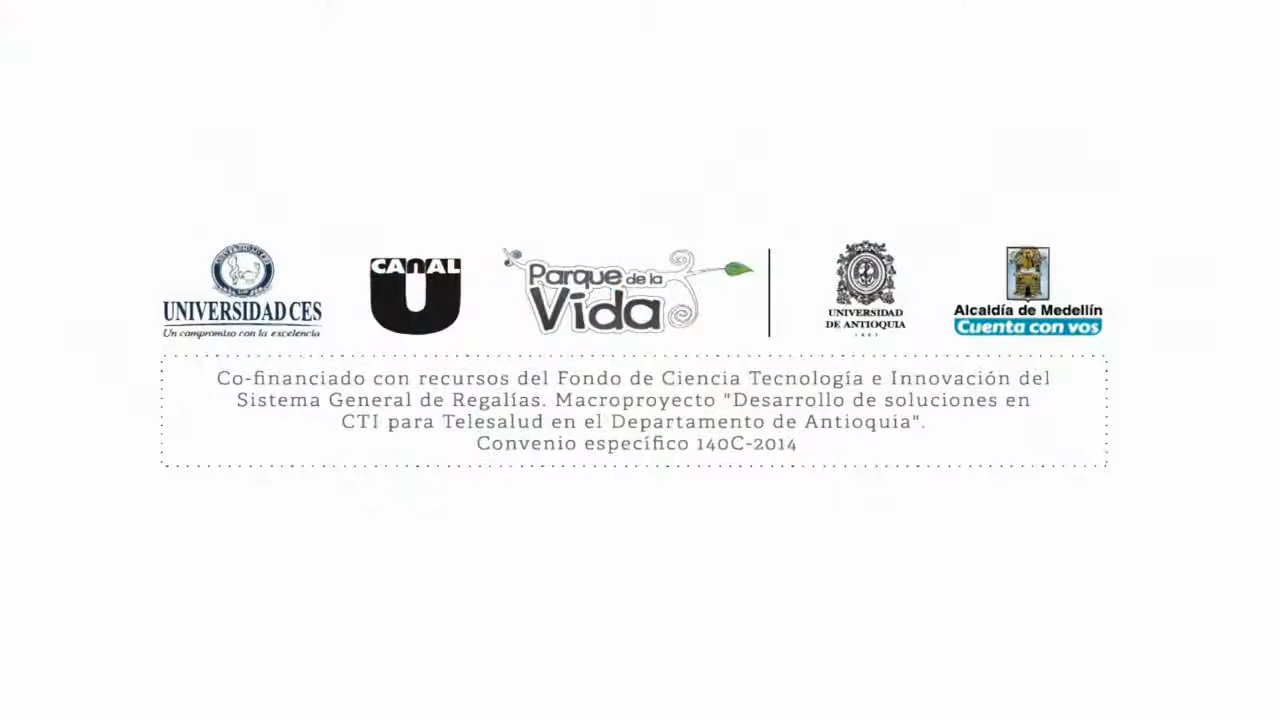 UNIVERSIDAD CES
Un compromiso con la excelencia
CANAL
U
Parque de la
Vida
UNIVERSIDAD
DE ANTIOQUIA
Alcaldía de Medellín
Cuenta con vos
Co-financiado con recursos del Fondo de Ciencia Tecnología e Innovación del
Sistema General de Regalías. Macroproyecto "Desarrollo de soluciones en
CTI para Telesalud en el Departamento de Antioquia".
Convenio específico 140C-2014